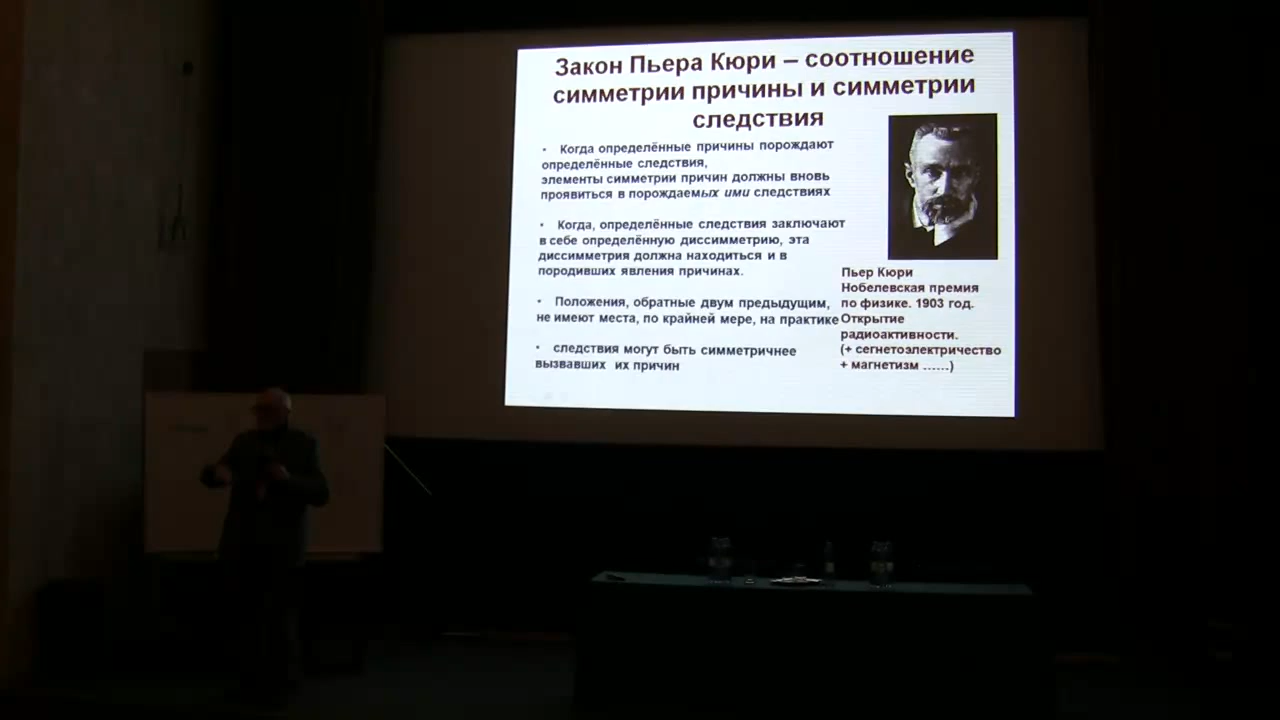 Закон Пьера Кюри – соотношение
симметрии причины и симметрии
следствия
• Когда определённые причины порождают
определённые следствия,
элементы симметрии причин должны вновь
проявиться в порождаемых ими следствиях
• Когда, определённые следствия заключают
в себе определённую диссимметрию, эта
диссимметрия должна находиться и в
породивших явления причинах.
• Положения, обратные двум предыдущим,
не имеют места, по крайней мере, на практике
• следствия могут быть симметричнее
вызвавших их причин
Пьер Кюри
Нобелевская премия
по физике. 1903 год.
Открытие
радиоактивности.
(+ сегнетоэлектричество
+ магнетизм ......)